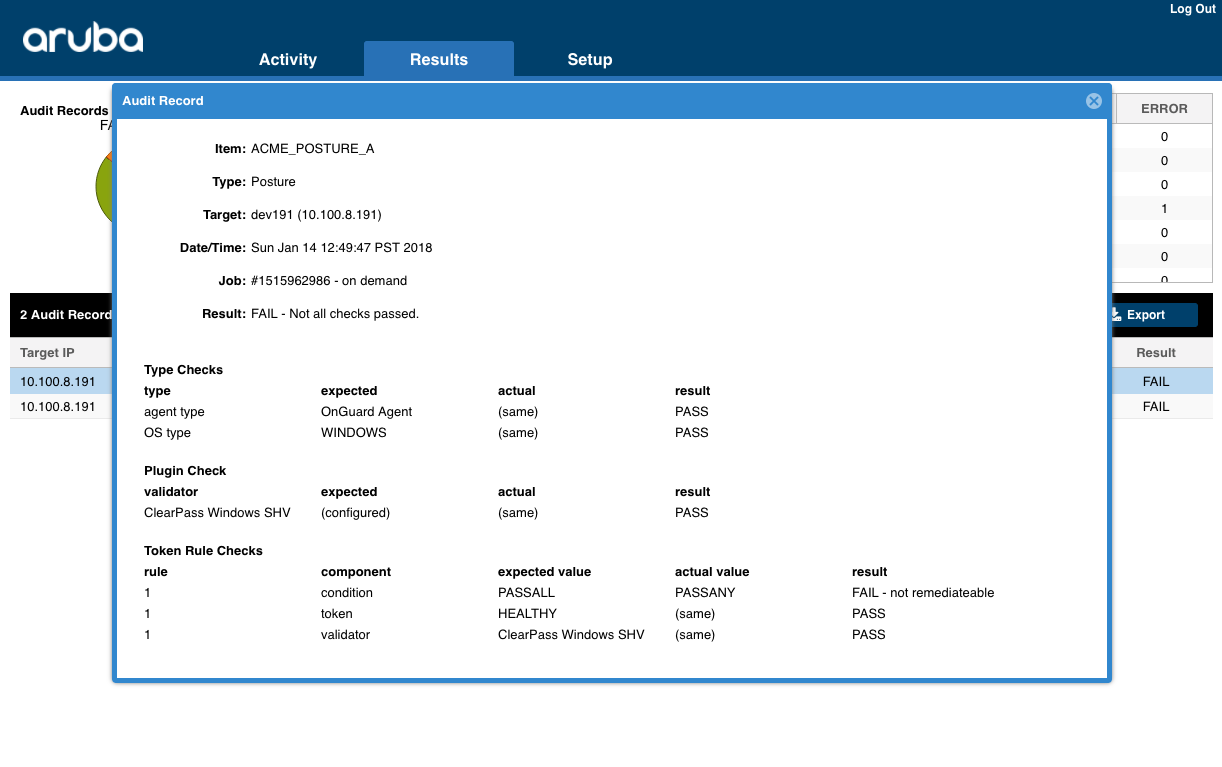 Log Out
aruba
Activity Results Setup
Audit Records
FA
Audit Record
ERROR
0
0
0
1
0
0
0
Item: ACME_POSTURE_A
Type: Posture
Target: dev191 (10.100.8.191)
Date/Time: Sun Jan 14 12:49:47 PST 2018
Job: #1515962986 - on demand
Result: FAIL - Not all checks passed.
2 Audit Record
Export
Target IP Result
10.100.8.191 FAIL
10.100.8.191 FAIL
Type Checks
type expected actual result
agent type OnGuard Agent (same) PASS
OS type WINDOWS (same) PASS
Plugin Check
validator expected actual result
ClearPass Windows SHV (configured) (same) PASS
Token Rule Checks
rule component expected value actual value result
1 condition PASSALL PASSANY FAIL - not remediateable
1 token HEALTHY (same) PASS
1 validator ClearPass Windows SHV (same) PASS